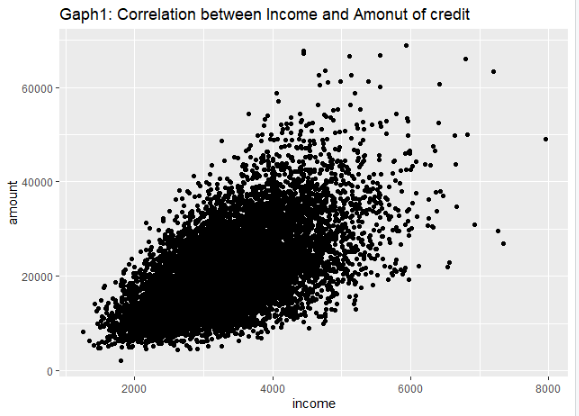 Gaph1: Correlation between Income and Amonut of credit
60000
40000
20000
0
amount
2000 4000 6000 8000
income